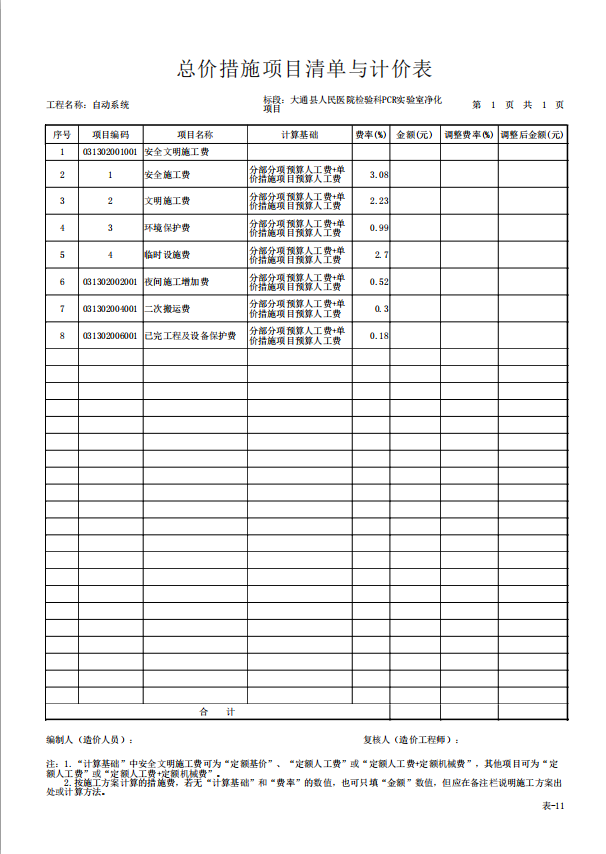 总价措施项目清单与计价表
工程名称：自动系统
标段：大通县人民医院检验科PCR实验室净化
项目
第 1 页 共 1 页
序号 项目编码 项目名称 计算基础 费率(%) 金额(元) 调整费率(%) 调整后金额(元)
1 031302001001 安全文明施工费
2 1 安全施工费 分部分项预算人工费+单
价措施项目预算人工费 3.08
3 2 文明施工费 分部分项预算人工费+单
价措施项目预算人工费 2.23
4 3 环境保护费 分部分项预算人工费+单
价措施项目预算人工费 0.99
5 4 临时设施费 分部分项预算人工费+单
价措施项目预算人工费 2.7
6 031302002001 夜间施工增加费 分部分项预算人工费+单
价措施项目预算人工费 0.52
7 031302004001 二次搬运费 分部分项预算人工费+单
价措施项目预算人工费 0.3
8 031302006001 已完工程及设备保护费 分部分项预算人工费+单
价措施项目预算人工费 0.18
合 计
编制人（造价人员）：
复核人（造价工程师）：
注：1.“计算基础”中安全文明施工费可为“定额基价”、“定额人工费”或“定额人工费+定额机械费”，其他项目可为“定
额人工费”或“定额人工费+定额机械费”。
2.按施工方案计算的措施费，若无“计算基础”和“费率”的数值，也可只填“金额”数值，但应在备注栏说明施工方案出
处或计算方法。
表-11